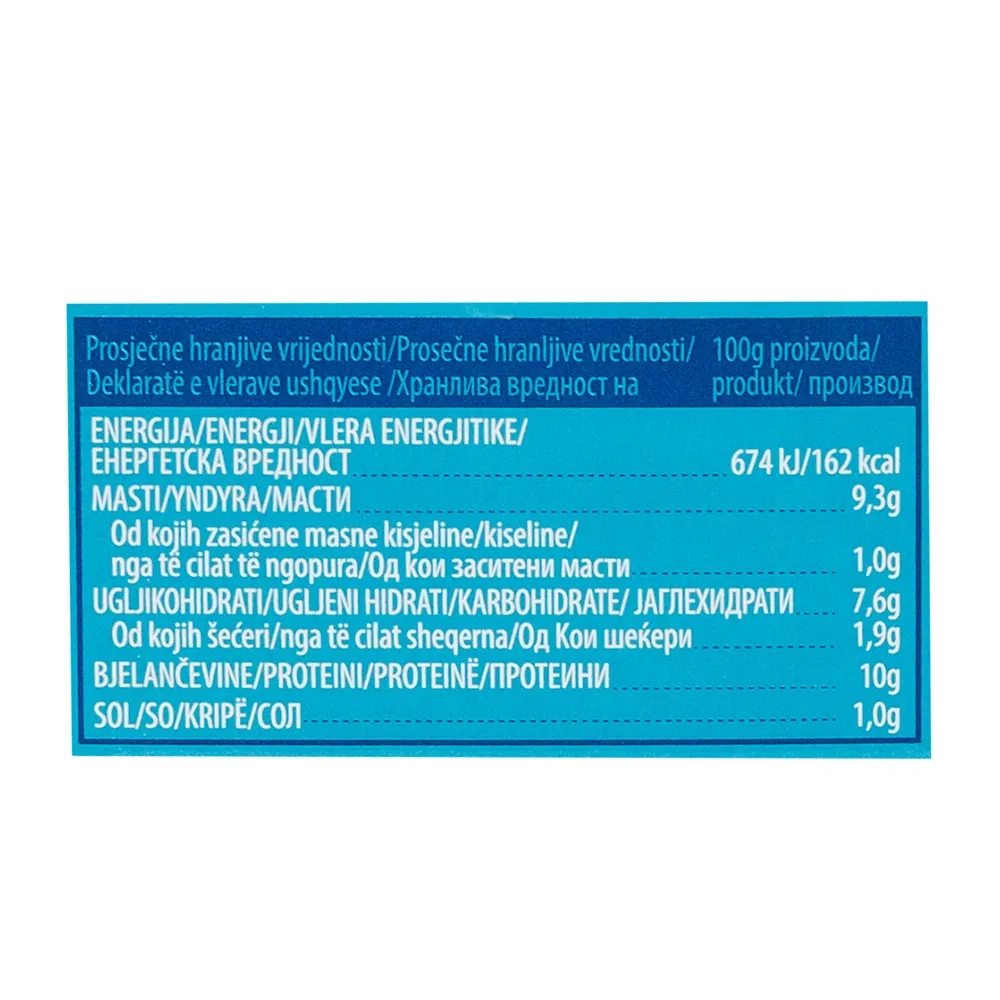 Prosječne hranjive vrijednosti/Prosečne hranljive vrednosti/ 100g proizvoda/
Deklaratë e vlerave ushqyese /Хранлива вредност на produkt/ производ
ENERGIJA/ENERGJI/VLERA ENERGJITIKE/
ЕНЕРГЕТСКА ВРЕДНОСТ 674 kJ/162 kcal
MASTI/YNDYRA/МАСТИ 9,3g
Od kojih zasićene masne kisjeline/kiseline/
nga të cilat të ngopura/Од кои заситени масти 1,0g
UGLJIKOHIDRATI/UGLJENI HIDRATI/KARBOHIDRATE/ ЈАГЛЕХИДРАТИ 7,6g
Od kojih šećeri/nga të cilat sheqerna/Од Кои шеќери 1,9g
BJELANČEVINE/PROTEINI/PROTEINË/ПРОТЕИНИ 10g
SOL/SO/KRIPË/СОЛ 1,0g